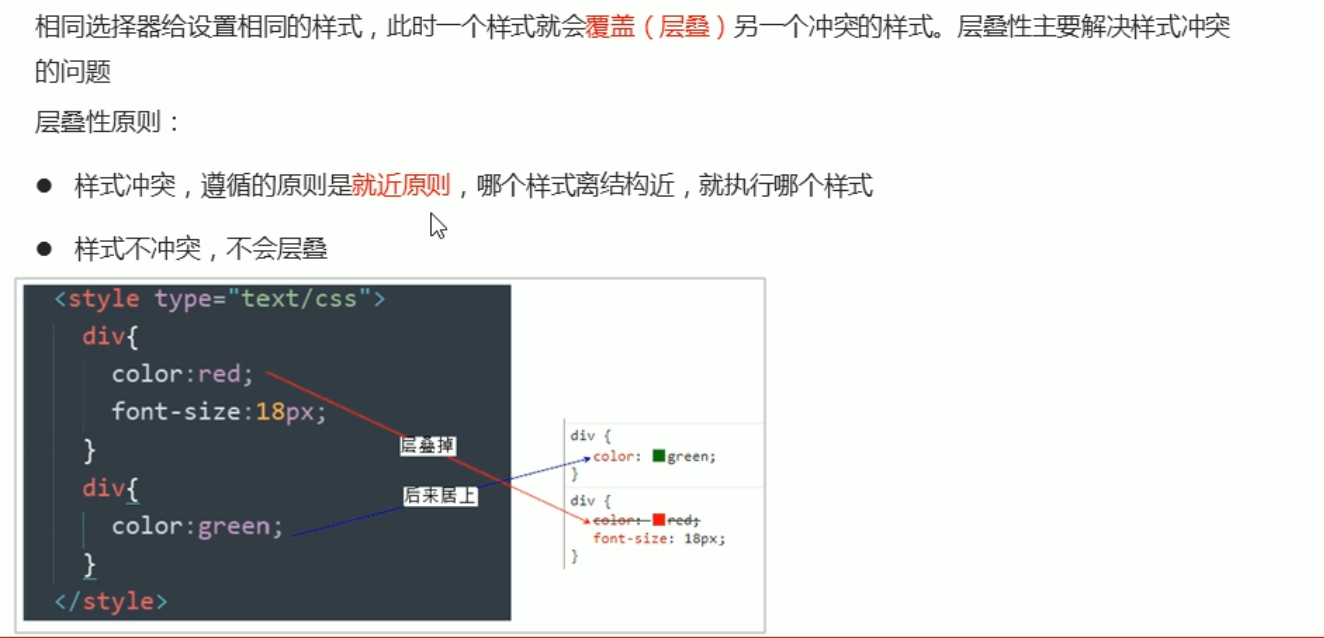 相同选择器给设置相同的样式，此时一个样式就会覆盖（层叠）另一个冲突的样式。层叠性主要解决样式冲突
的问题
层叠性原则：
● 样式冲突，遵循的原则是就近原则，哪个样式离结构近，就执行哪个样式
● 样式不冲突，不会层叠
<style type="text/css">
div{
color:red;
font-size:18px;
}
div{
color:green;
}
</style>
层叠掉
后来居上
div {
color: green;
}
div {
color: red;
font-size: 18px;
}